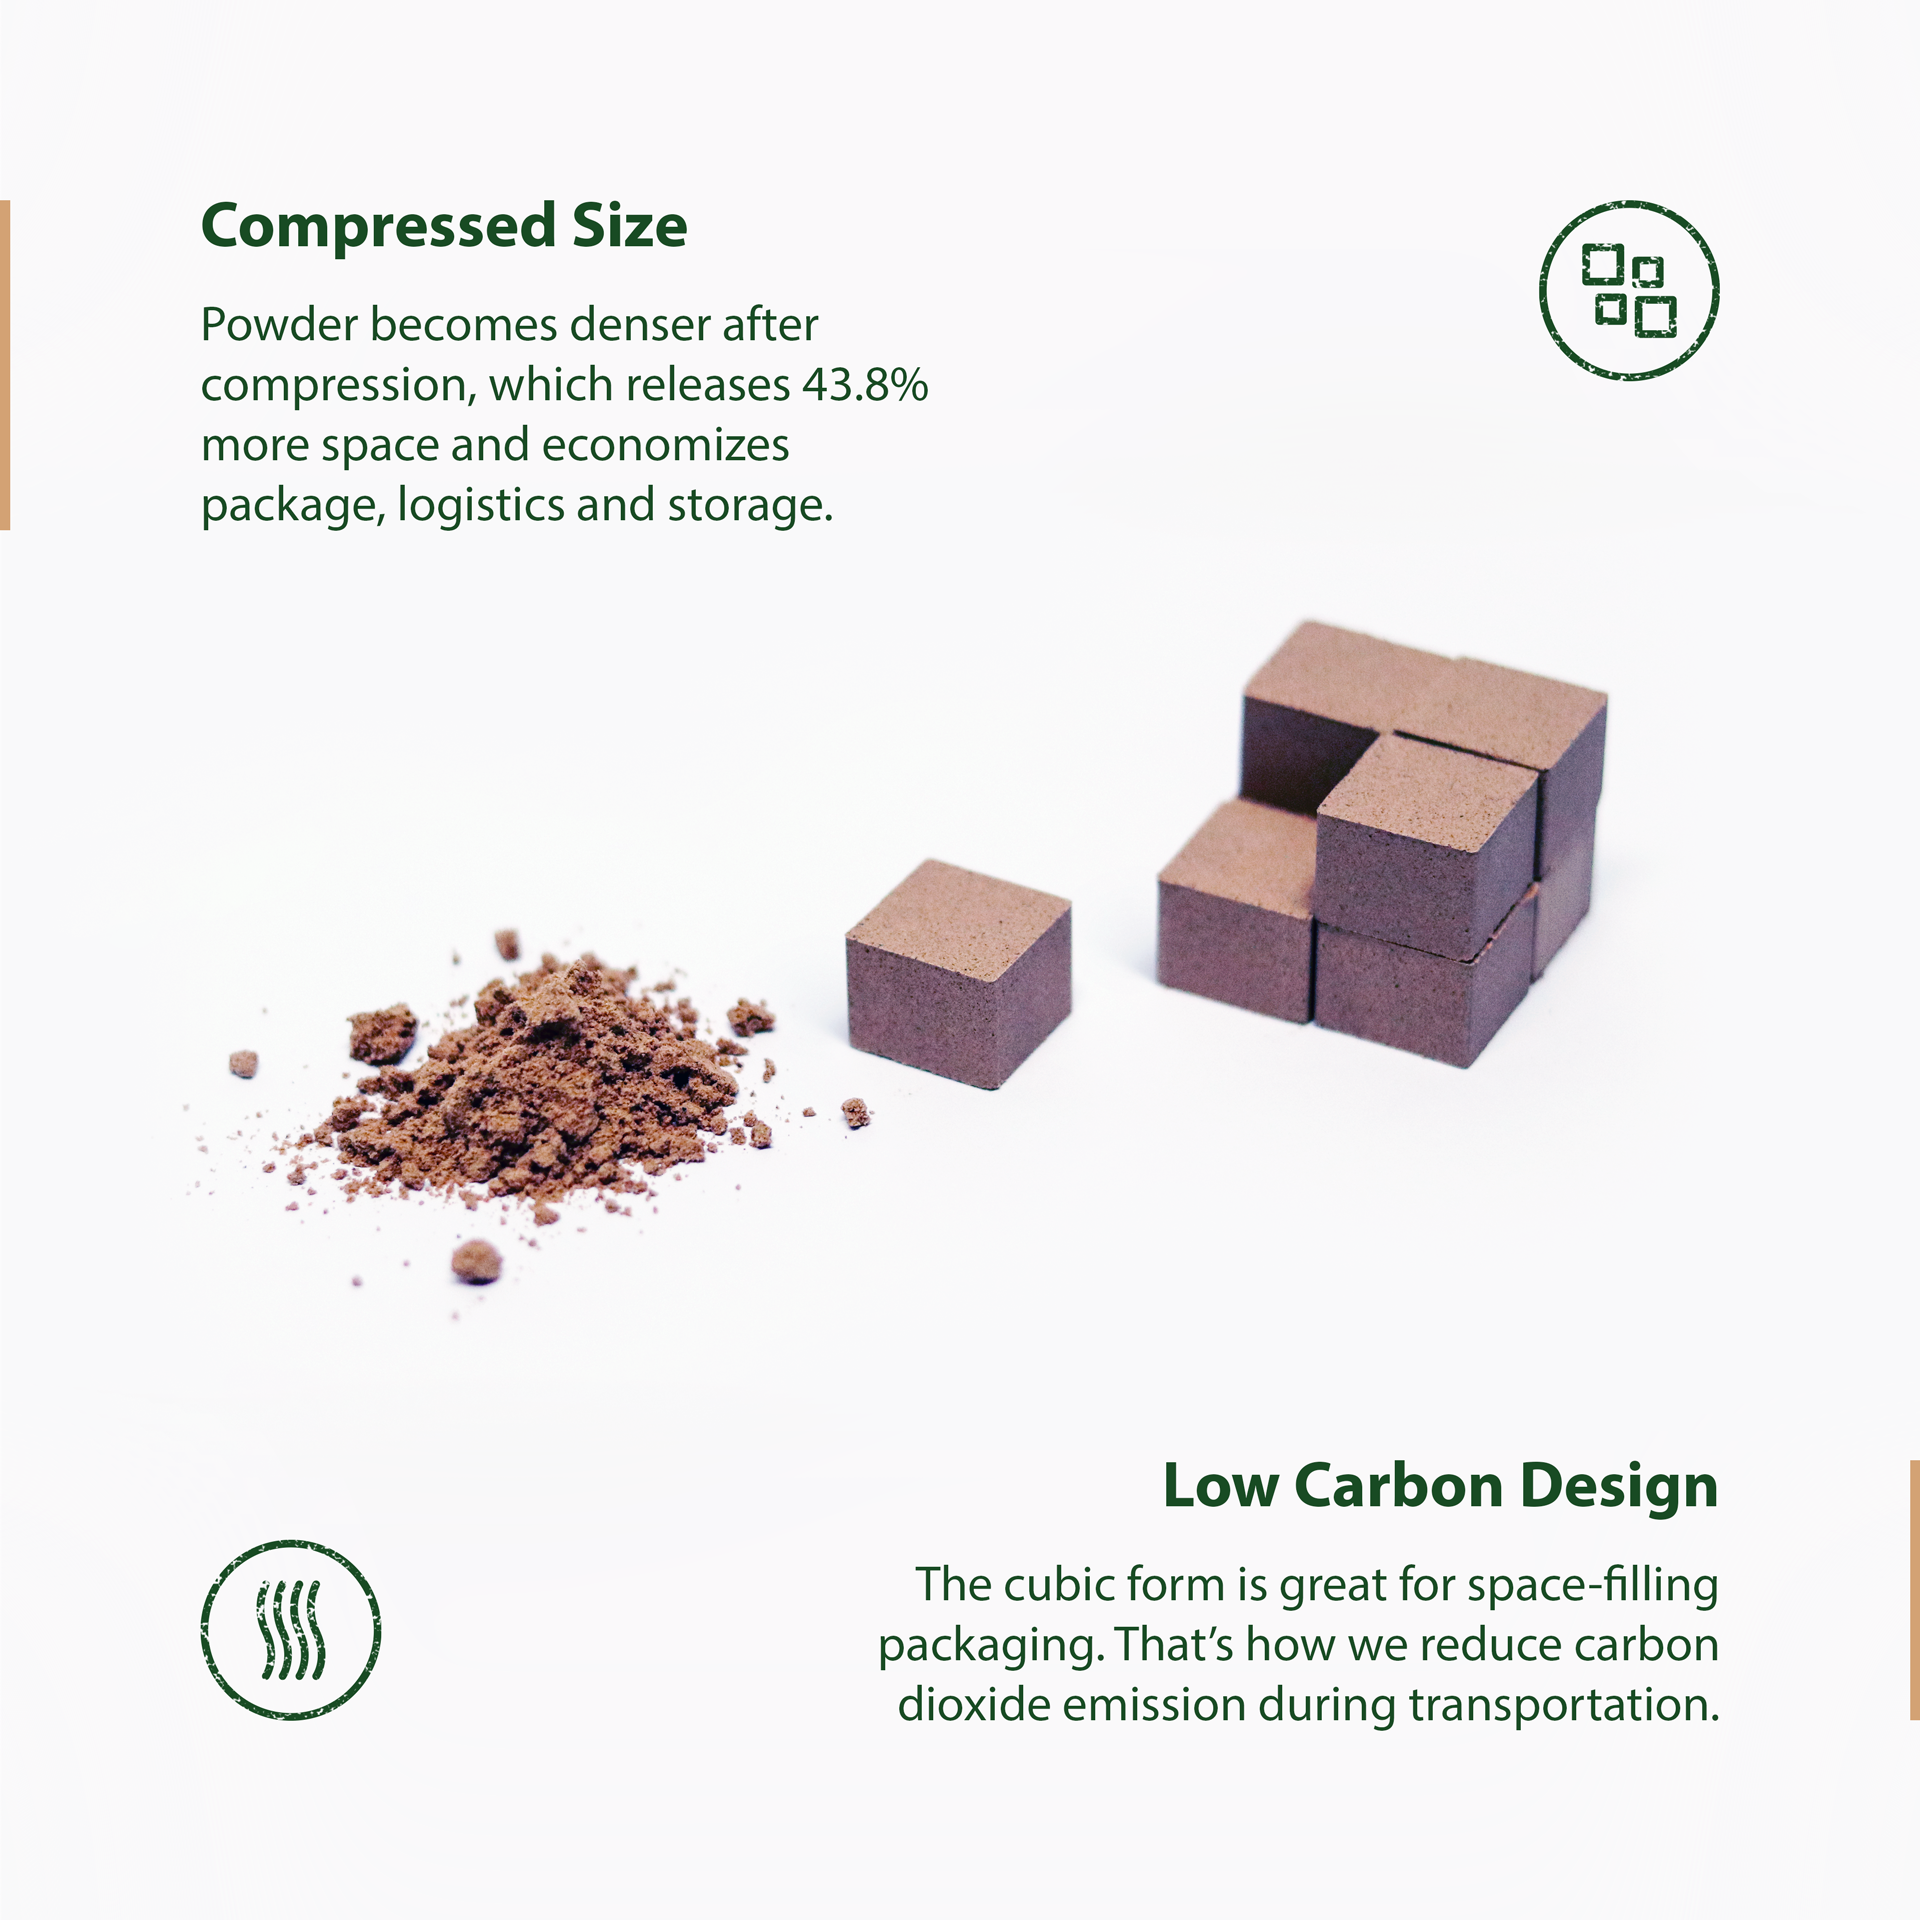 Compressed Size
Powder becomes denser after
compression, which releases 43.8%
more space and economizes
package, logistics and storage.
Low Carbon Design
The cubic form is great for space-filling
packaging. That’s how we reduce carbon
dioxide emission during transportation.